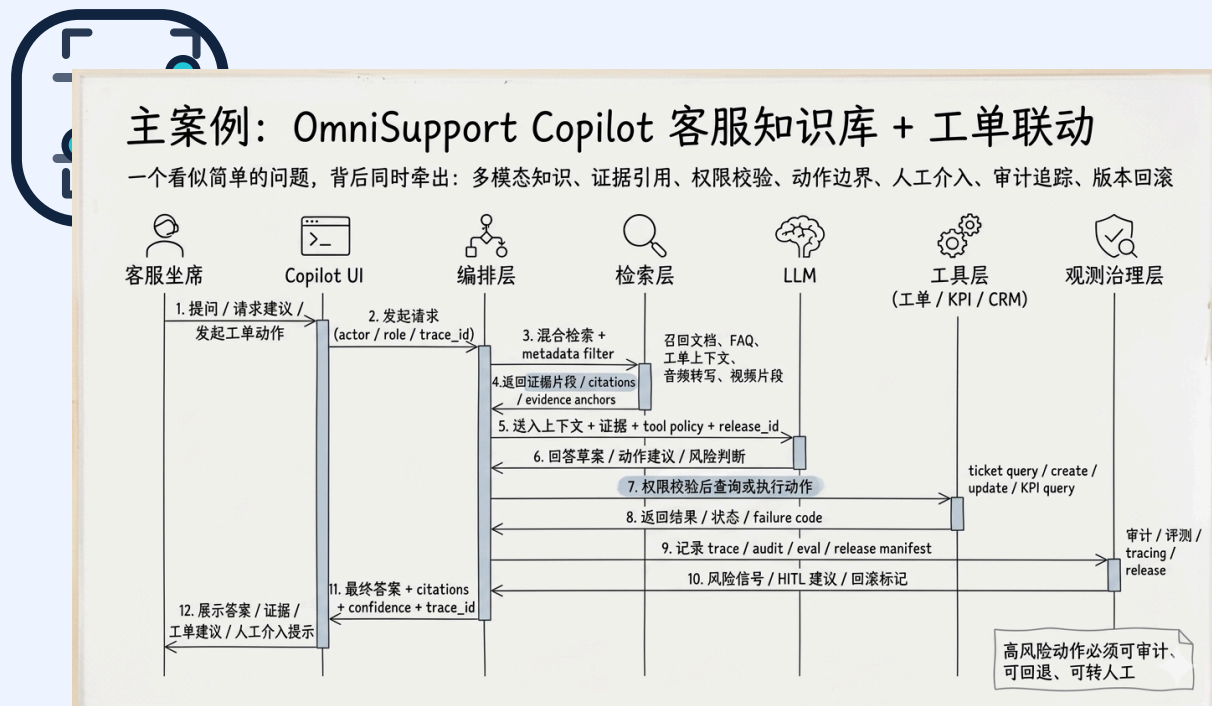 主案例：OmniSupport Copilot 客服知识库 + 工单联动
一个看似简单的问题，背后同时牵出：多模态知识、证据引用、权限校验、动作边界、人工介入、审计追踪、版本回滚
客服坐席
Copilot UI
编排层
检索层
LLM
工具层
(工单 / KPI / CRM)
观测治理层
1. 提问 / 请求建议 /
发起工单动作
2. 发起请求
(actor / role / trace_id)
3. 混合检索 +
metadata filter
召回文档、FAQ、
工单上下文、
音频转写、视频片段
4.返回证据片段 / citations
/ evidence anchors
5. 送入上下文 + 证据 + tool policy + release_id
6. 回答草案 / 动作建议 / 风险判断
7. 权限校验后查询或执行动作
ticket query / create /
update / KPI query
8. 返回结果 / 状态 / failure code
9. 记录 trace / audit / eval / release manifest
审计 / 评测 /
tracing /
release
10. 风险信号 / HITL 建议 / 回滚标记
11. 最终答案 + citations
+ confidence + trace_id
12. 展示答案 / 证据 /
工单建议 / 人工介入提示
高风险动作必须可审计、
可回退、可转人工